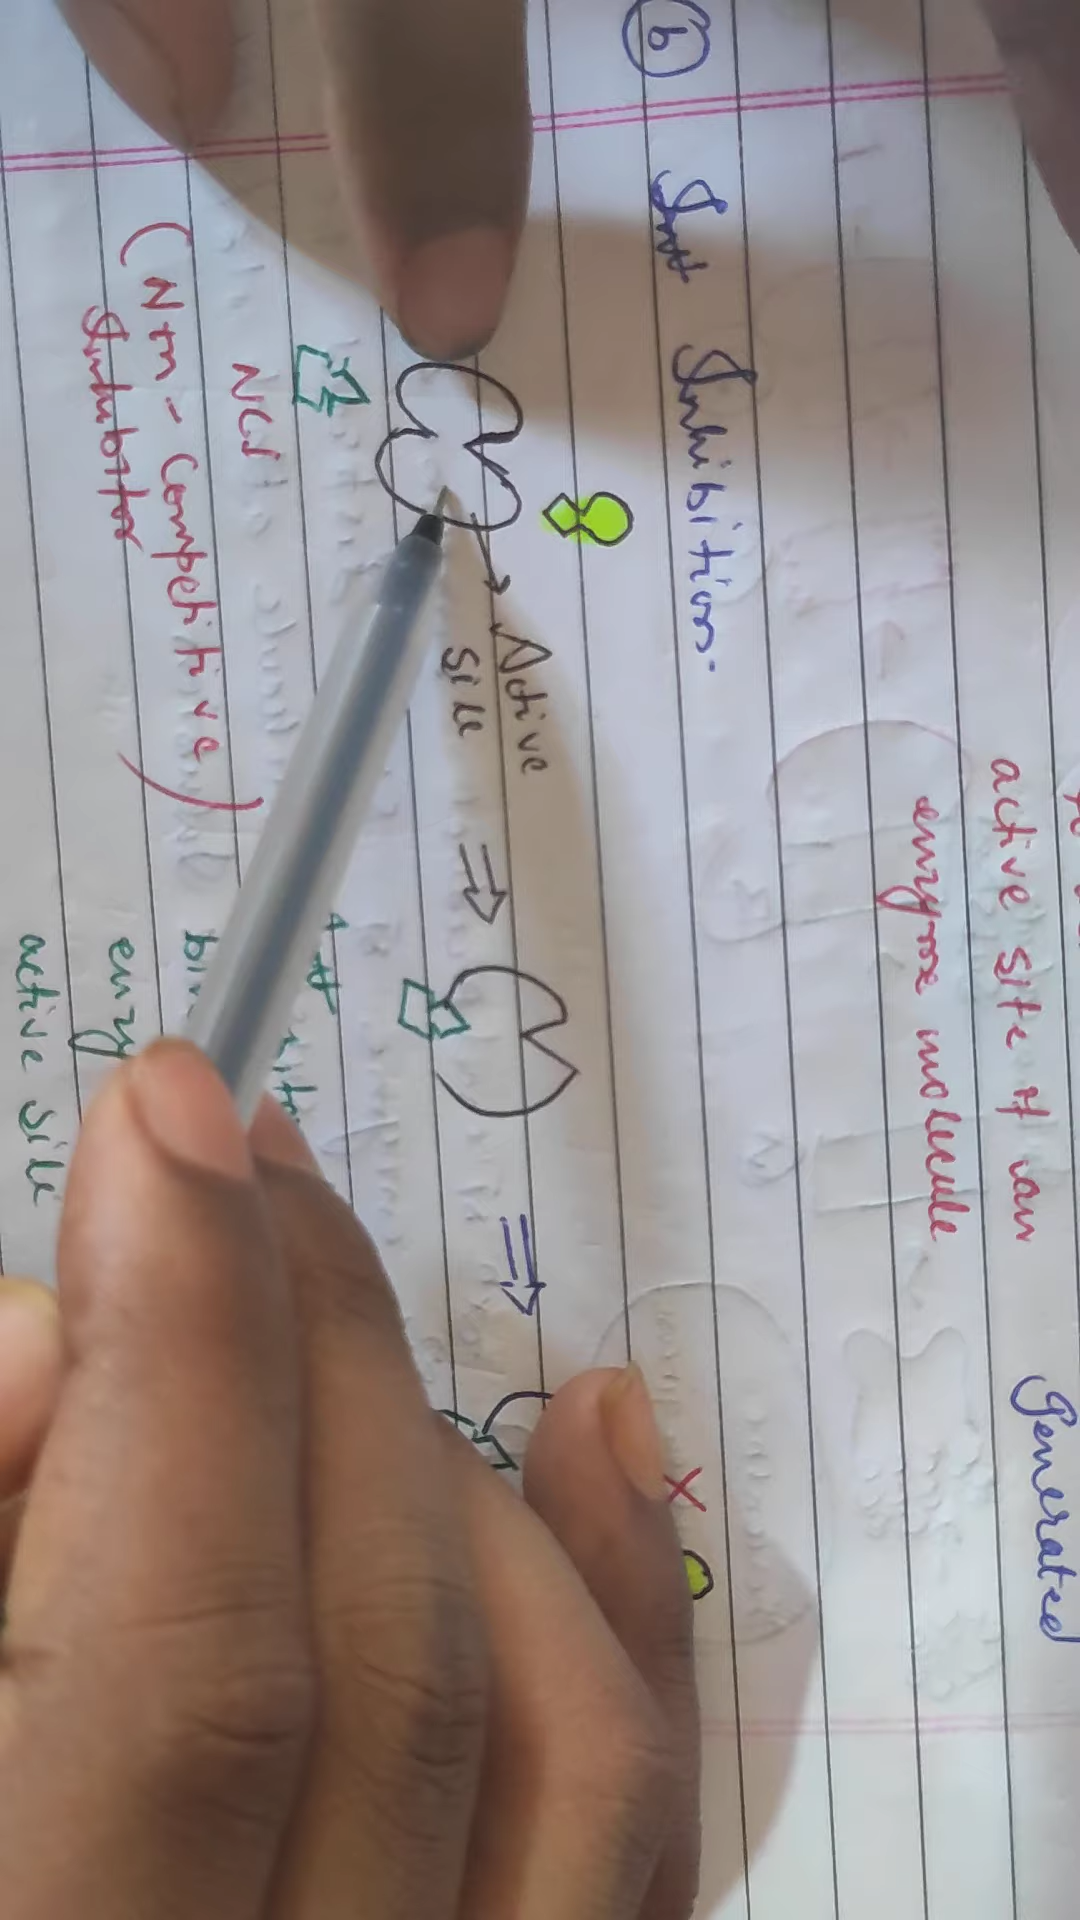 active site of an
enzyme molecule
Generated
b Inhibition.
Active
site
NCI
(Non-Competitive
Inhibitor)
enzy
active site